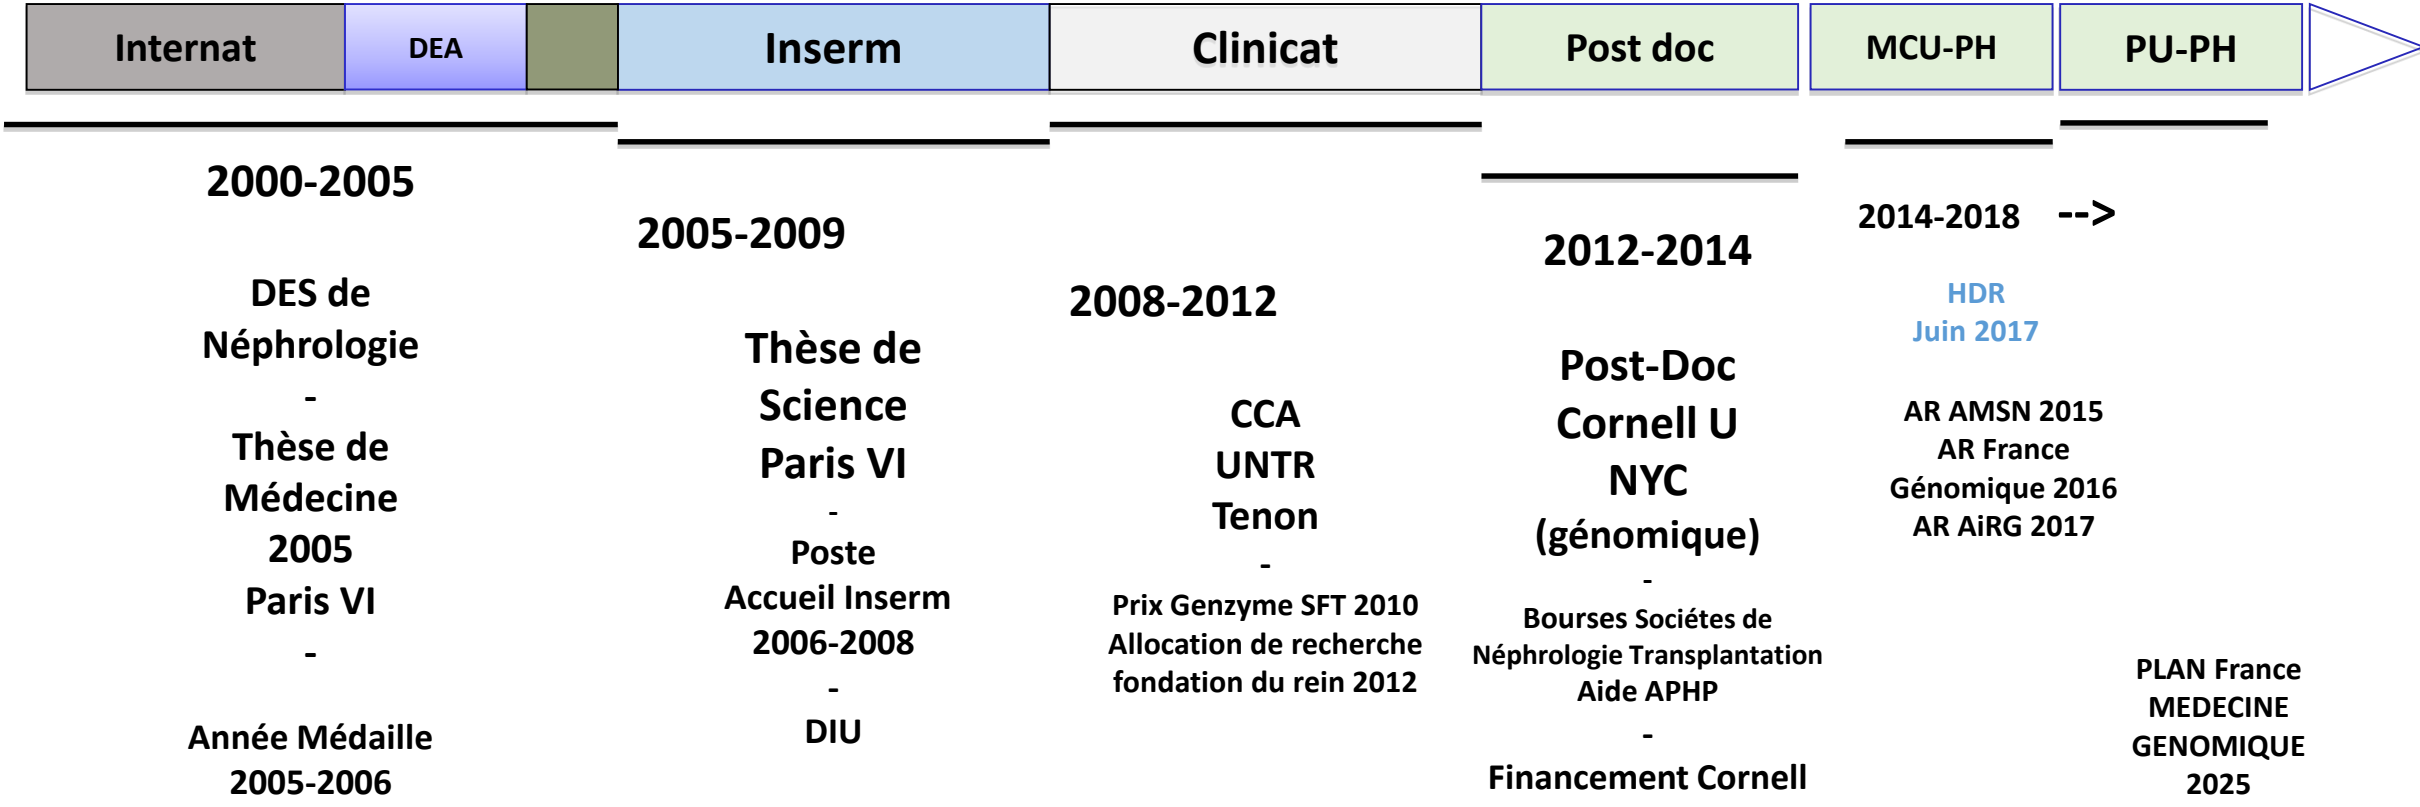 Internat
DEA
Inserm
Clinicat
Post doc
MCU-PH
PU-PH
2000-2005
DES de
Néphrologie
-
Thèse de
Médecine
2005
Paris VI
-
Année Médaille
2005-2006
2005-2009
Thèse de
Science
Paris VI
-
Poste
Accueil Inserm
2006-2008
-
DIU
2008-2012
CCA
UNTR
Tenon
-
Prix Genzyme SFT 2010
Allocation de recherche
fondation du rein 2012
2012-2014
Post-Doc
Cornell U
NYC
(génomique)
-
Bourses Sociétes de
Néphrologie Transplantation
Aide APHP
-
Financement Cornell
2014-2018 -->
HDR
Juin 2017
AR AMSN 2015
AR France
Génomique 2016
AR AiRG 2017
PLAN France
MEDECINE
GENOMIQUE
2025